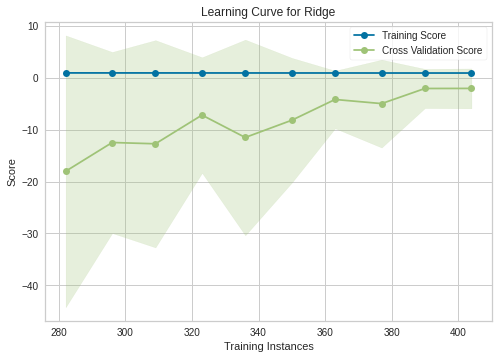 Learning Curve for Ridge
Training Score
Cross Validation Score
10
0
−10
−20
−30
−40
Score
280
300
320
340
360
380
400
Training Instances